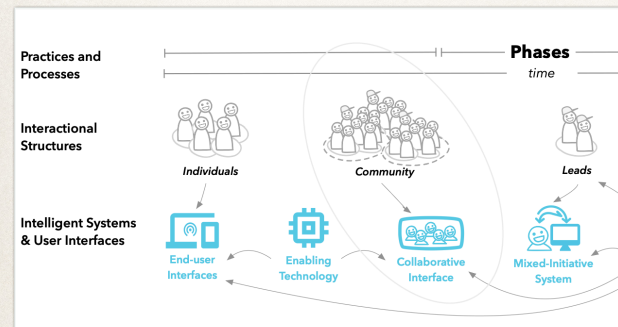 Practices and
Processes
Phases
time
Interactional
Structures
Individuals
Community
Leads
Intelligent Systems
& User Interfaces
End-user
Interfaces
Enabling
Technology
Collaborative
Interface
Mixed-Initiative
System